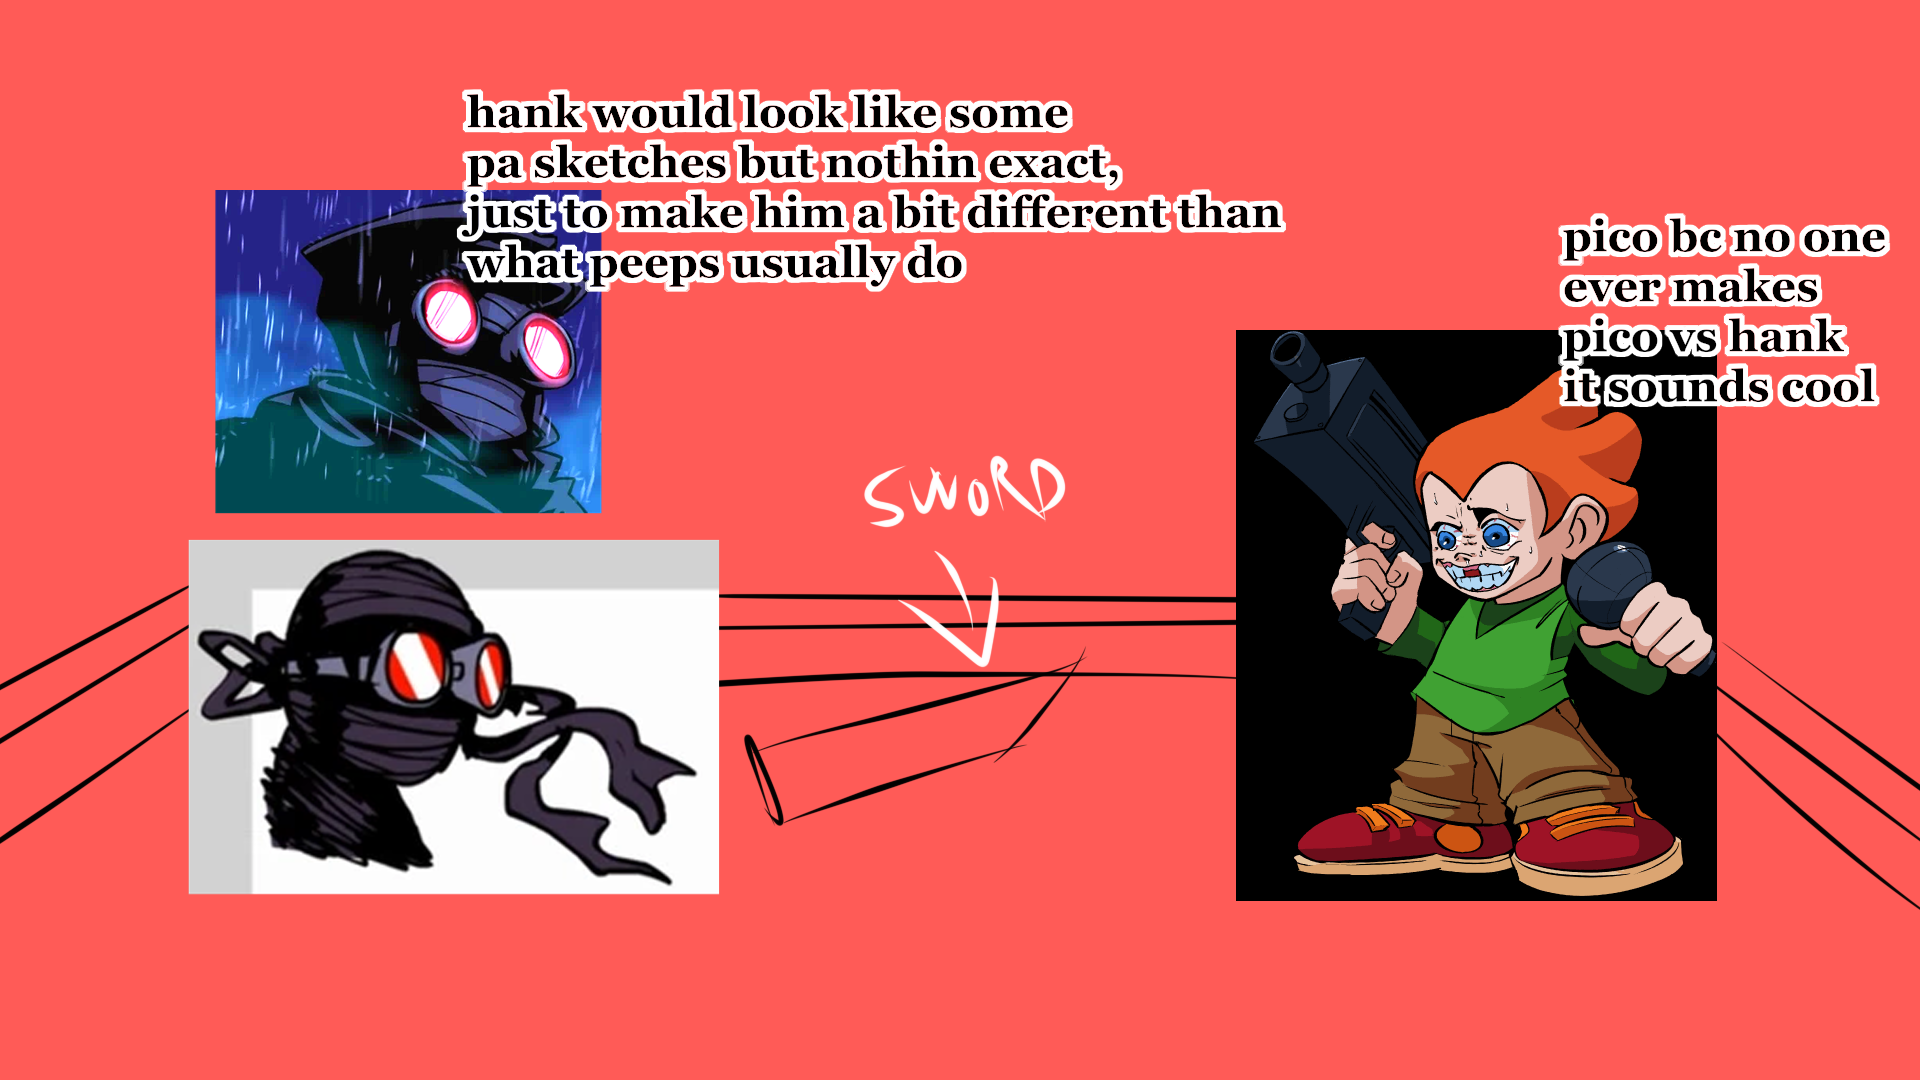 hank would look like some
pa sketches but nothin exact,
just to make him a bit different than
what peeps usually do
pico bc no one
ever makes
pico vs hank
it sounds cool
SWORD